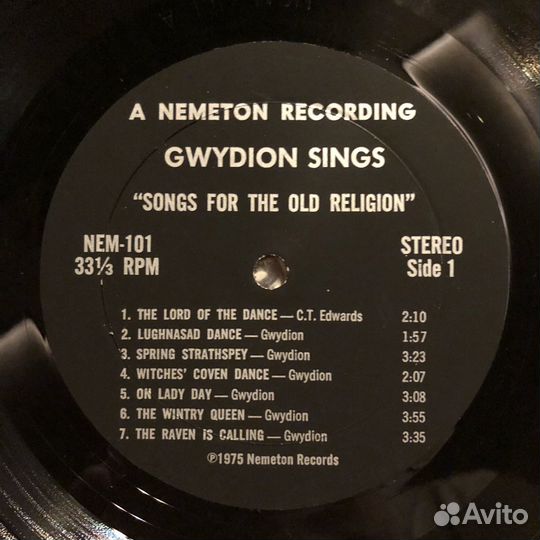 A NEMETON RECORDING
GWYDION SINGS
"SONGS FOR THE OLD RELIGION"
NEM-101 STEREO
33⅓ RPM Side 1
1. THE LORD OF THE DANCE — C.T. Edwards 2:10
2. LUGHNASAD DANCE — Gwydion 1:57
3. SPRING STRATHSPEY — Gwydion 3:23
4. WITCHES' COVEN DANCE — Gwydion 2:07
5. ON LADY DAY — Gwydion 3:08
6. THE WINTRY QUEEN — Gwydion 3:55
7. THE RAVEN IS CALLING — Gwydion 3:35
℗1975 Nemeton Records
Avito